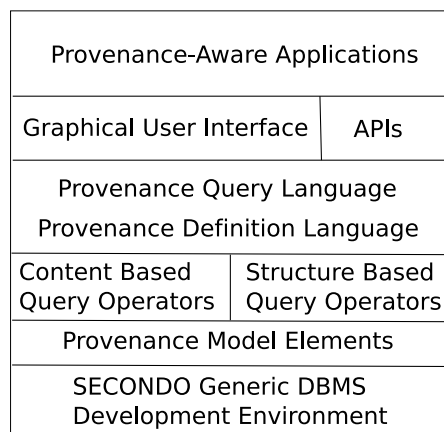 Provenance-Aware Applications
Graphical User Interface
APIs
Provenance Query Language
Provenance Definition Language
Content Based
Query Operators
Structure Based
Query Operators
Provenance Model Elements
SECONDO Generic DBMS
Development Environment